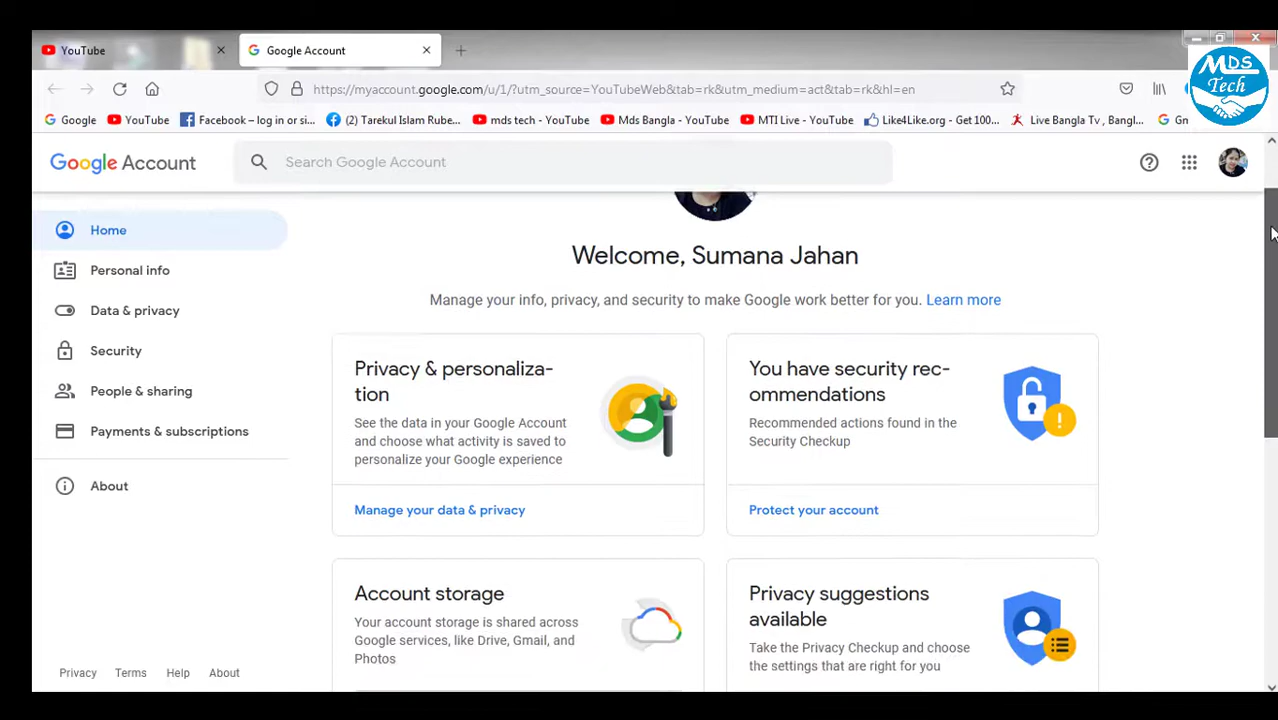 YouTube
Google Account
MDS
Tech
https://myaccount.google.com/u/1/?utm_source=YouTubeWeb&tab=rk&utm_medium=act&tab=rk&hl=en
Google YouTube Facebook – log in or si... (2) Tarekul Islam Rube... mds tech - YouTube Mds Bangla - YouTube MTI Live - YouTube Like4Like.org - Get 100... Live Bangla Tv , Bangl...
Google Account
Search Google Account
Home
Personal info
Data & privacy
Security
People & sharing
Payments & subscriptions
About
Welcome, Sumana Jahan
Manage your info, privacy, and security to make Google work better for you. Learn more
Privacy & personaliza-
tion
See the data in your Google Account
and choose what activity is saved to
personalize your Google experience
Manage your data & privacy
You have security rec-
ommendations
Recommended actions found in the
Security Checkup
Protect your account
Account storage
Your account storage is shared across
Google services, like Drive, Gmail, and
Photos
Privacy suggestions
available
Take the Privacy Checkup and choose
the settings that are right for you
Privacy Terms Help About